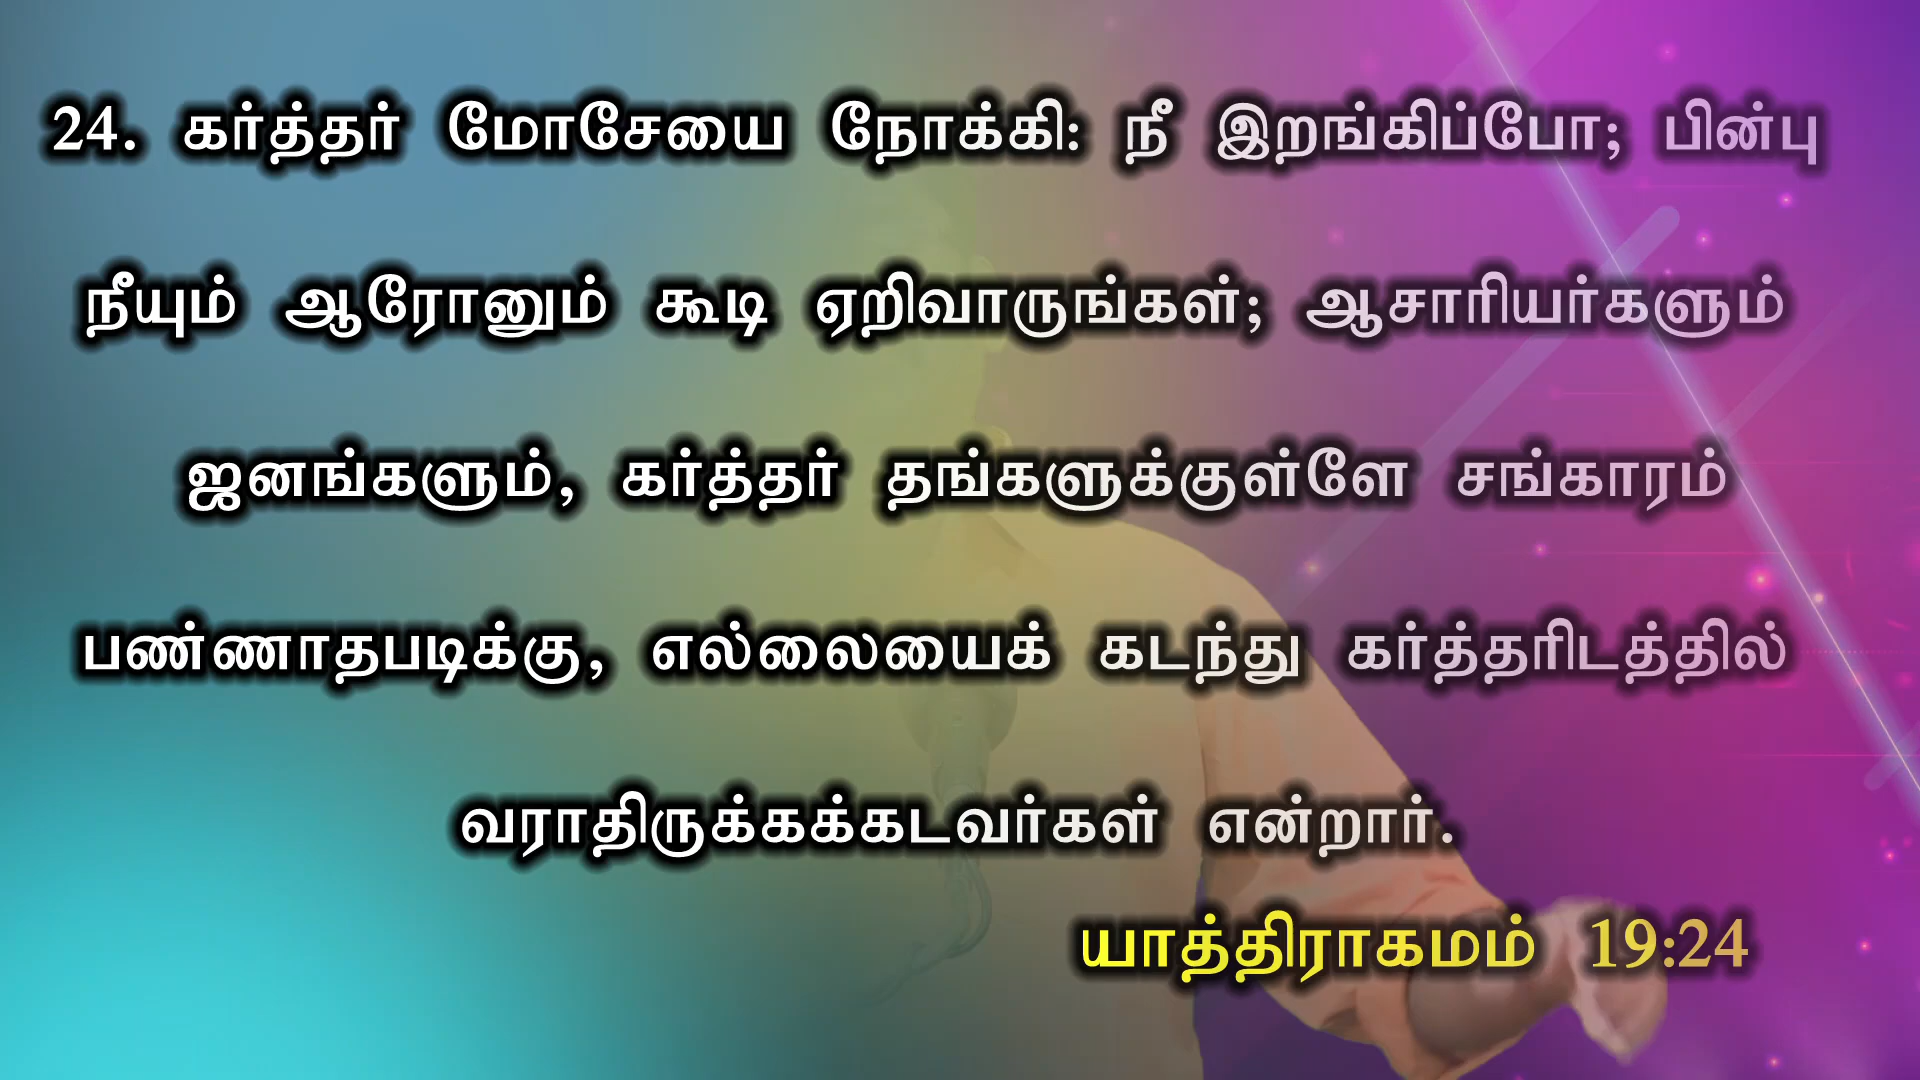 24. கர்த்தர் மோசேயை நோக்கி: நீ இறங்கிப்போ; பின்பு
நீயும் ஆரோனும் கூடி ஏறிவாருங்கள்; ஆசாரியர்களும்
ஜனங்களும், கர்த்தர் தங்களுக்குள்ளே சங்காரம்
பண்ணாதபடிக்கு, எல்லையைக் கடந்து கர்த்தரிடத்தில்
வராதிருக்கக்கடவர்கள் என்றார்.
யாத்திராகமம் 19:24